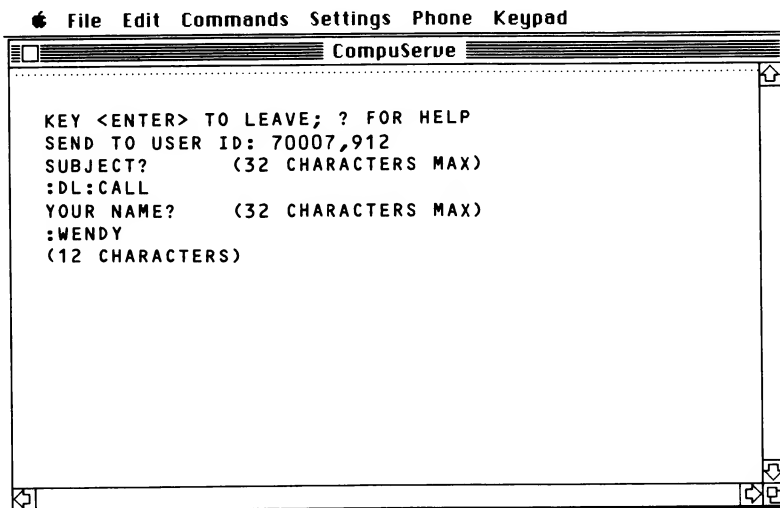 File Edit Commands Settings Phone Keypad
CompuServe
KEY <ENTER> TO LEAVE; ? FOR HELP
SEND TO USER ID: 70007,912
SUBJECT? (32 CHARACTERS MAX)
:DL:CALL
YOUR NAME? (32 CHARACTERS MAX)
:WENDY
(12 CHARACTERS)